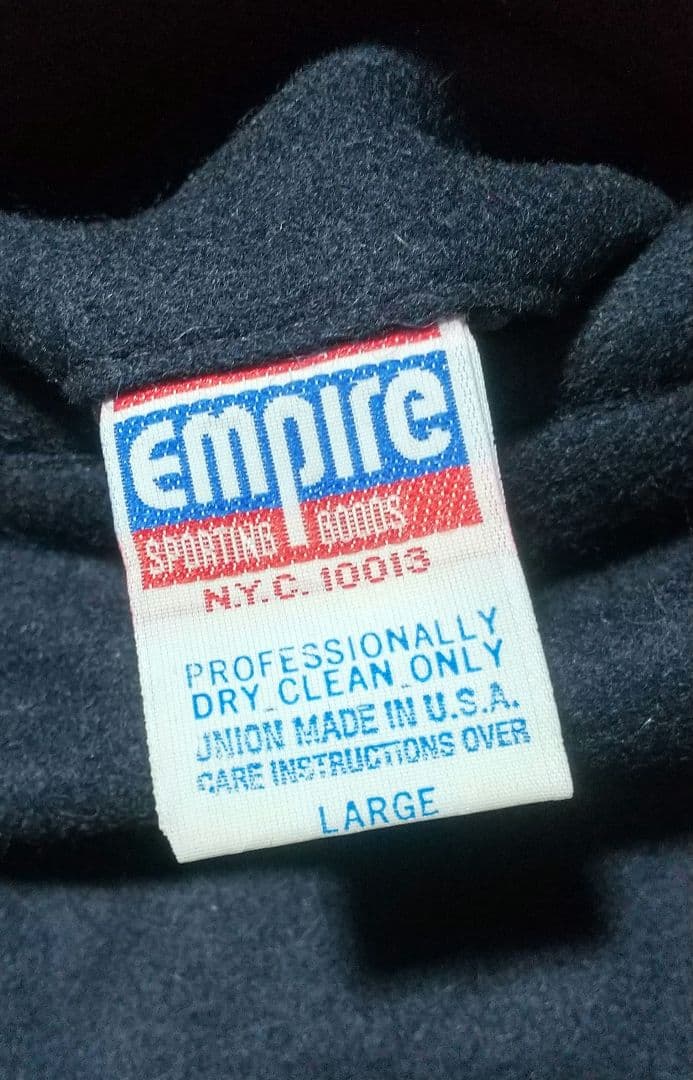 empire
SPORTING GOODS
N.Y.C. 10013
PROFESSIONALLY
DRY CLEAN ONLY
UNION MADE IN U.S.A.
CARE INSTRUCTIONS OVER
LARGE